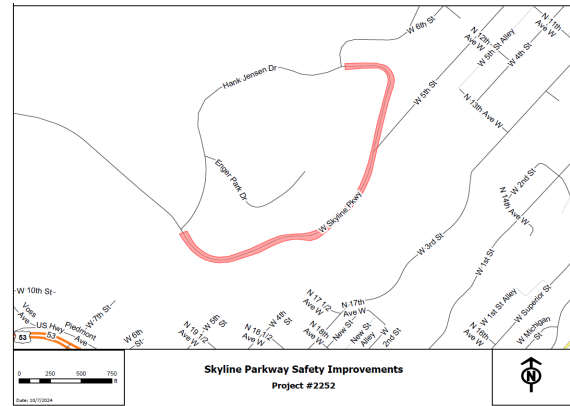 W 6th St
N 12th
Ave W
W 5th St Alley
W 4th St
N 11th
Ave W
Hank Jensen Dr
W 5th St
N 13th Ave W
Enger Park Dr
W Skyline Pkwy
W 2nd St
N 14th Ave W
W 3rd St
W 1st St
W 10th St
Voss
Ave
US Hwy 53
53
Piedmont
Ave
W 7th St
W 6th
St
N 19 1/2
Ave W
W 5th
St
N 18 1/2
Ave W
W 4th
St
N 18th
Ave W
N 17 1/2
Ave W
N 17th
Ave W
New St
New St
Alley
W
2nd St
W 1st St Alley
W Superior St
N 16th
Ave W
W Michigan
St
0 250 500 750
ft
Date: 10/7/2024
Skyline Parkway Safety Improvements
Project #2252
N